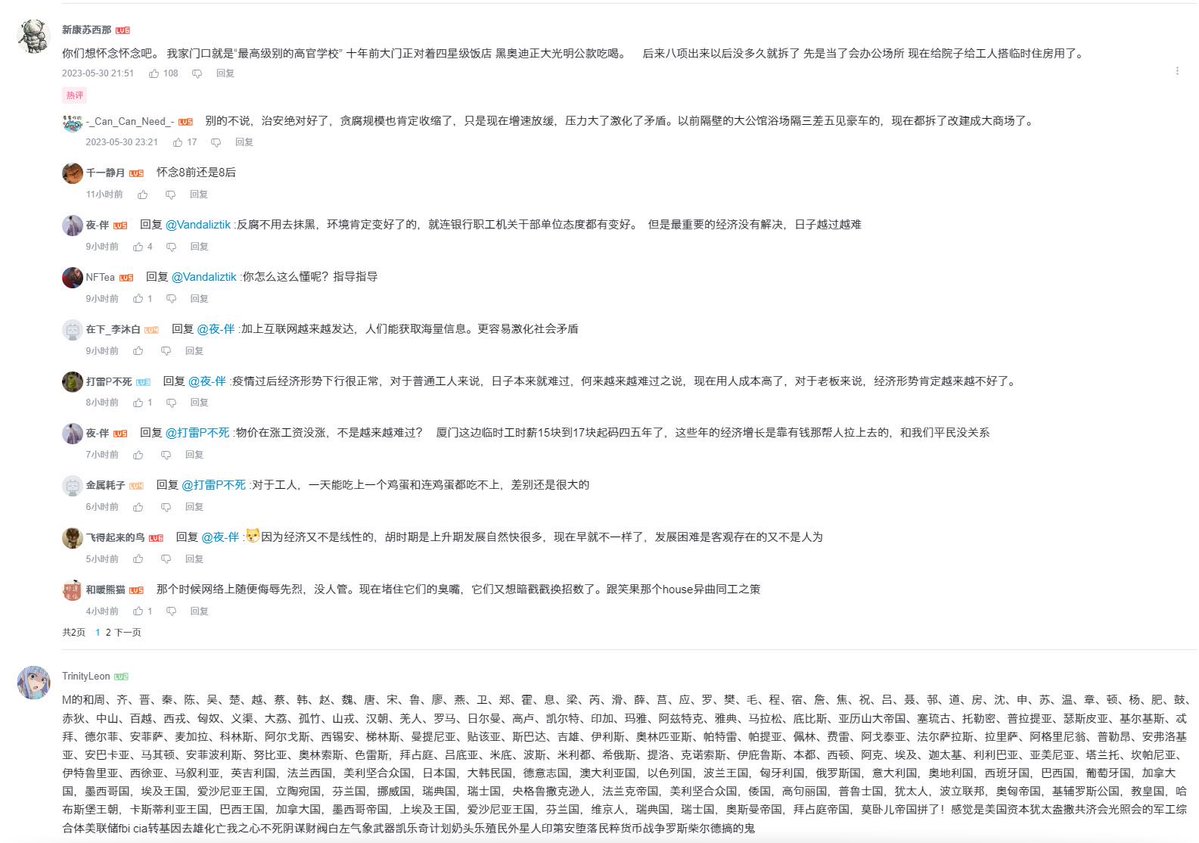 新康苏西那 LV5
你们想怀念怀念吧。 我家门口就是“最高级别的高官学校” 十年前大门正对着四星级饭店 黑奥迪正大光明公款吃喝。 后来八项出来以后没多久就拆了 先是当了会办公场所 现在给院子给工人搭临时住房用了。
2023-05-30 21:51 108 回复
热评
-_Can_Can_Need_- LV5 别的不说，治安绝对好了，贪腐规模也肯定收缩了，只是现在增速放缓，压力大了激化了矛盾。以前隔壁的大公馆浴场隔三差五见豪车的，现在都拆了改建成大商场了。
2023-05-30 23:21 17 回复
千一静月 LV5 怀念8前还是8后
11小时前 回复
夜-伴 LV5 回复 @Vandaliztik :反腐不用去抹黑，环境肯定变好了的，就连银行职工机关干部单位态度都有变好。 但是最重要的经济没有解决，日子越过越难
9小时前 4 回复
NFTea LV5 回复 @Vandaliztik :你怎么这么懂呢？指导指导
9小时前 1 回复
在下_李沐白 回复 @夜-伴 :加上互联网越来越发达，人们能获取海量信息。更容易激化社会矛盾
9小时前 回复
打雷P不死 回复 @夜-伴 :疫情过后经济形势下行很正常，对于普通工人来说，日子本来就难过，何来越来越难过之说，现在用人成本高了，对于老板来说，经济形势肯定越来越不好了。
8小时前 1 回复
夜-伴 LV5 回复 @打雷P不死 :物价在涨工资没涨，不是越来越难过？ 厦门这边临时工时薪15块到17块起码四五年了，这些年的经济增长是靠有钱那帮人拉上去的，和我们平民没关系
7小时前 回复
金属耗子 回复 @打雷P不死 :对于工人，一天能吃上一个鸡蛋和连鸡蛋都吃不上，差别还是很大的
6小时前 回复
飞得起来的鸟 回复 @夜-伴 :因为经济又不是线性的，胡时期是上升期发展自然快很多，现在早就不一样了，发展困难是客观存在的又不是人为
5小时前 回复
和暖熊猫 LV5 那个时候网络上随便侮辱先烈，没人管。现在堵住它们的臭嘴，它们又想暗戳戳换招数了。跟笑果那个house异曲同工之策
4小时前 1 回复
共2页 1 2 下一页
TrinityLeon
M的和周、齐、晋、秦、陈、吴、楚、越、蔡、韩、赵、魏、唐、宋、鲁、廖、燕、卫、郑、霍、息、梁、芮、滑、薛、莒、应、罗、樊、毛、程、宿、詹、焦、祝、吕、聂、郜、道、房、沈、申、苏、温、章、顿、杨、肥、鼓、
赤狄、中山、百越、西戎、匈奴、义渠、大荔、孤竹、山戎、汉朝、羌人、罗马、日尔曼、高卢、凯尔特、印加、玛雅、阿兹特克、雅典、马拉松、底比斯、亚历山大帝国、塞琉古、托勒密、普拉提亚、瑟斯皮亚、基尔基斯、忒
拜、德尔菲、安菲萨、麦加拉、科林斯、阿尔戈斯、西锡安、梯林斯、曼提尼亚、贴该亚、斯巴达、吉雄、伊利斯、奥林匹亚斯、帕特雷、帕提亚、佩林、费雷、阿戈泰亚、法尔萨拉斯、拉里萨、阿格里尼翁、普勒昂、安弗洛基
亚、安巴卡亚、马其顿、安菲波利斯、努比亚、奥林索斯、色雷斯、拜占庭、吕底亚、米底、波斯、米利都、希俄斯、提洛、克诺索斯、伊庇鲁斯、本都、西顿、阿克、埃及、迦太基、利利巴亚、亚美尼亚、塔兰托、坎帕尼亚、
伊特鲁里亚、西徐亚、马叙利亚，英吉利国，法兰西国，美利坚合众国，日本国，大韩民国，德意志国，澳大利亚国，以色列国，波兰王国，匈牙利国，俄罗斯国，意大利国，奥地利国，西班牙国，巴西国，葡萄牙国，加拿大
国，墨西哥国，埃及王国，爱沙尼亚王国，立陶宛国，芬兰国，挪威国，瑞典国，瑞士国，央格鲁撒克逊人，法兰克帝国，美利坚合众国，倭国，高句丽国，普鲁士国，犹太人，波立联邦，奥匈帝国，基辅罗斯公国，教皇国，哈
布斯堡王朝，卡斯蒂利亚王国，巴西王国，加拿大国，墨西哥帝国，上埃及王国，爱沙尼亚王国，芬兰国，维京人，瑞典国，瑞士国，奥斯曼帝国，拜占庭帝国，莫卧儿帝国拼了！感觉是美国资本犹太盎撒共济会光照会的军工综
合体美联储fbi cia转基因去雄化亡我之心不死阴谋财阀白左气象武器凯乐奇计划奶头乐殖民外星人印第安堕落民粹货币战争罗斯柴尔德搞的鬼